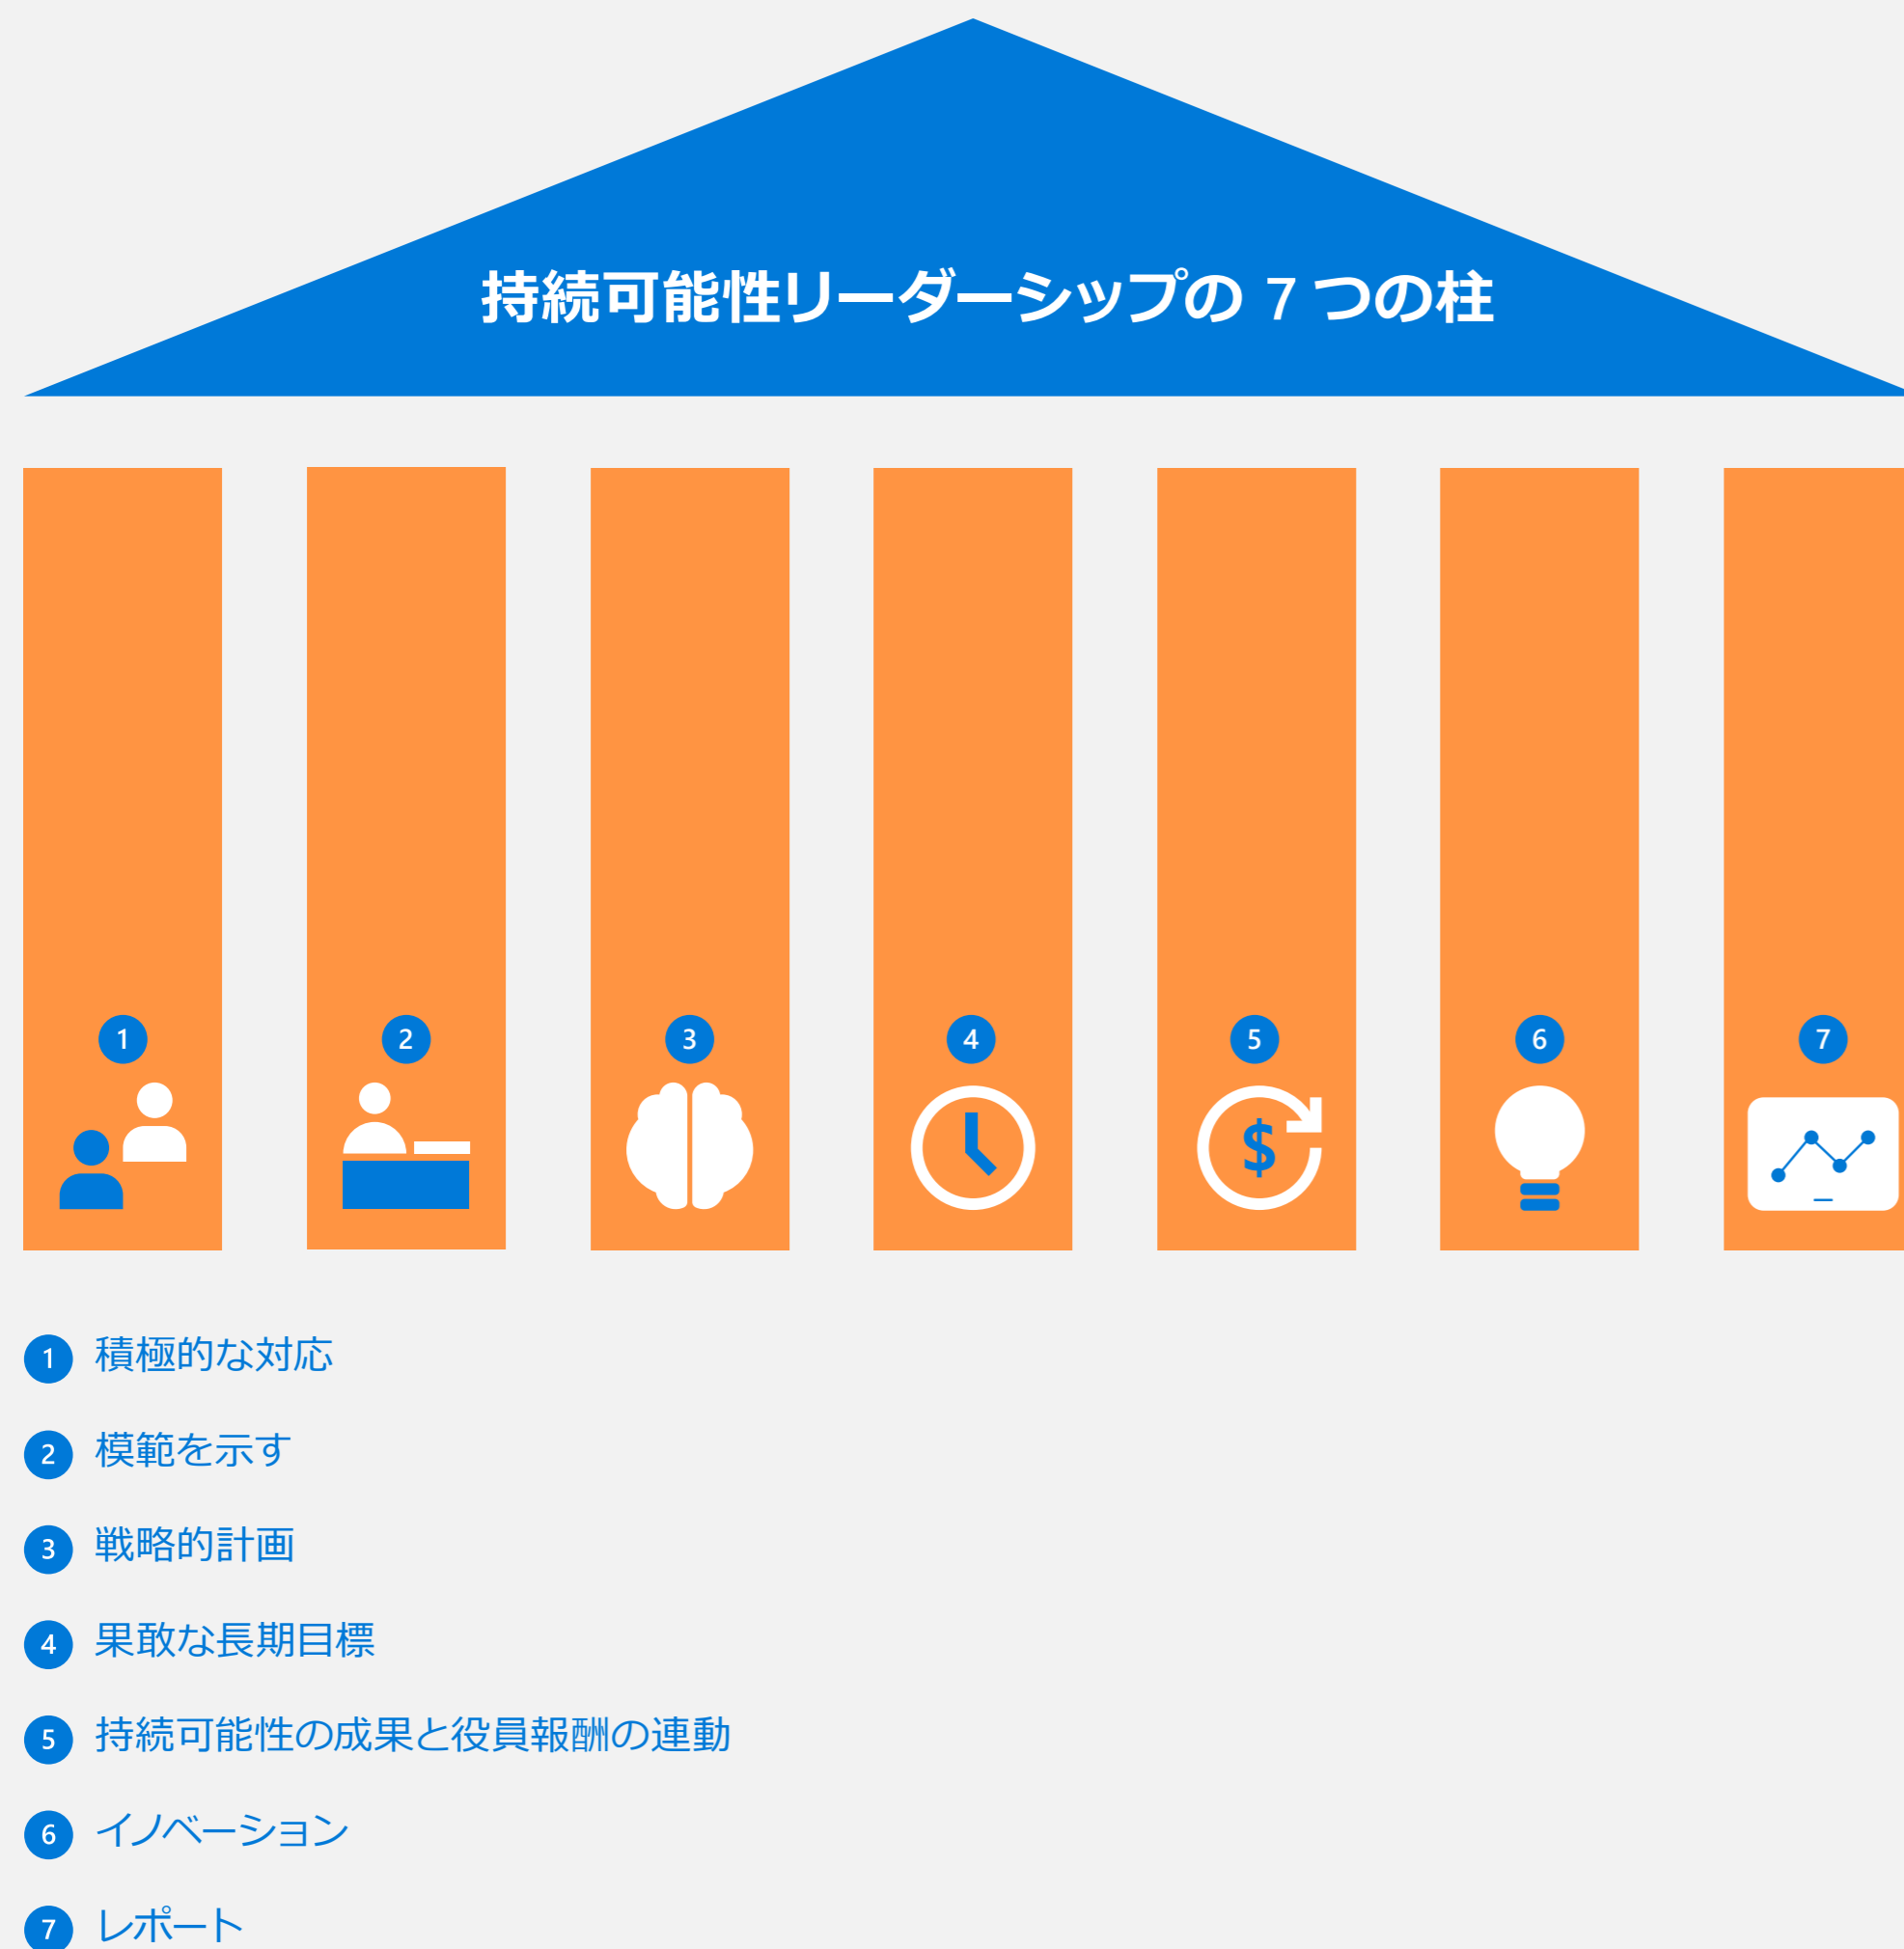 持続可能性リーダーシップの 7 つの柱
1 2 3 4 5 6 7
$
1 積極的な対応
2 模範を示す
3 戦略的計画
4 果敢な長期目標
5 持続可能性の成果と役員報酬の連動
6 イノベーション
7 レポート